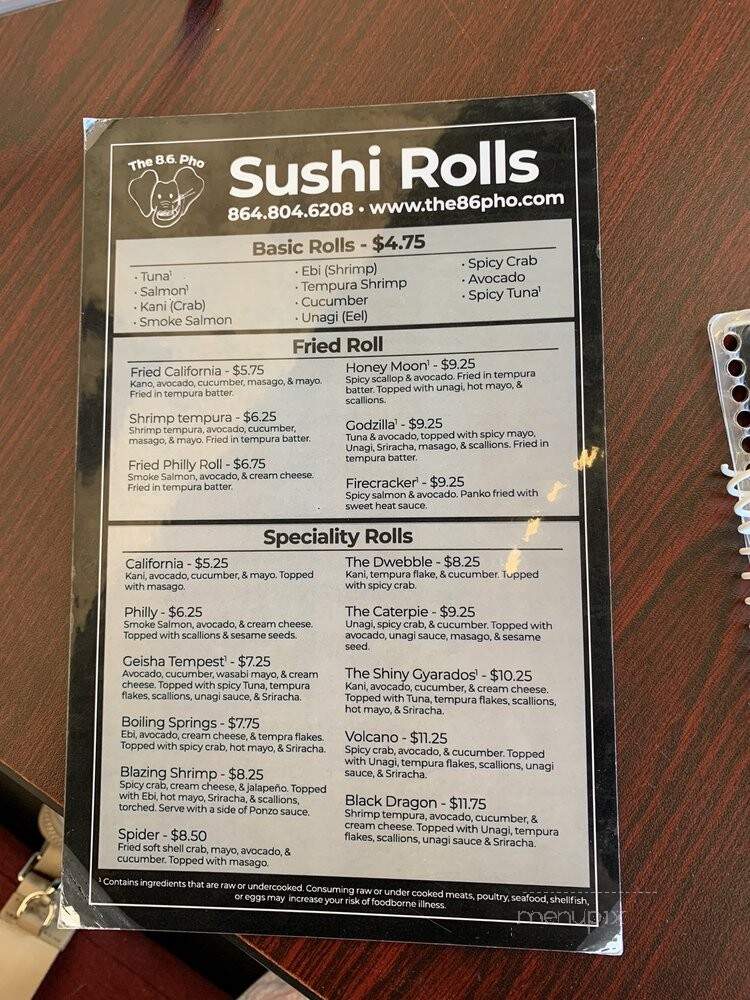 The 8.6. Pho
Sushi Rolls
864.804.6208 • www.the86pho.com
Basic Rolls - $4.75
• Tuna¹
• Salmon¹
• Kani (Crab)
• Smoke Salmon
• Ebi (Shrimp)
• Tempura Shrimp
• Cucumber
• Unagi (Eel)
• Spicy Crab
• Avocado
• Spicy Tuna¹
Fried Roll
Fried California - $5.75
Kano, avocado, cucumber, masago, & mayo.
Fried in tempura batter.
Shrimp tempura - $6.25
Shrimp tempura, avocado, cucumber,
masago, & mayo. Fried in tempura batter.
Fried Philly Roll - $6.75
Smoke Salmon, avocado, & cream cheese.
Fried in tempura batter.
Honey Moon¹ - $9.25
Spicy scallop & avocado. Fried in tempura
batter. Topped with unagi, hot mayo, &
scallions.
Godzilla¹ - $9.25
Tuna & avocado, topped with spicy mayo,
Unagi, Sriracha, masago, & scallions. Fried in
tempura batter.
Firecracker¹ - $9.25
Spicy salmon & avocado. Panko fried with
sweet heat sauce.
Speciality Rolls
California - $5.25
Kani, avocado, cucumber, & mayo. Topped
with masago.
Philly - $6.25
Smoke Salmon, avocado, & cream cheese.
Topped with scallions & sesame seeds.
Geisha Tempest¹ - $7.25
Avocado, cucumber, wasabi mayo, & cream
cheese. Topped with spicy Tuna, tempura
flakes, scallions, unagi sauce, & Sriracha.
Boiling Springs - $7.75
Ebi, avocado, cream cheese, & tempra flakes.
Topped with spicy crab, hot mayo, & Sriracha.
Blazing Shrimp - $8.25
Spicy crab, cream cheese, & jalapeño. Topped
with Ebi, hot mayo, Sriracha, & scallions,
torched. Serve with a side of Ponzo sauce.
Spider - $8.50
Fried soft shell crab, mayo, avocado, &
cucumber. Topped with masago.
The Dwebble - $8.25
Kani, tempura flake, & cucumber. Topped
with spicy crab.
The Caterpie - $9.25
Unagi, spicy crab, & cucumber. Topped with
avocado, unagi sauce, masago, & sesame
seed.
The Shiny Gyarados¹ - $10.25
Kani, avocado, cucumber, & cream cheese.
Topped with Tuna, tempura flakes, scallions,
hot mayo, & Sriracha.
Volcano - $11.25
Spicy crab, avocado, & cucumber. Topped
with Unagi, tempura flakes, scallions, unagi
sauce, & Sriracha.
Black Dragon - $11.75
Shrimp tempura, avocado, cucumber, &
cream cheese. Topped with Unagi, tempura
flakes, scallions, unagi sauce & Sriracha.
¹ Contains ingredients that are raw or undercooked. Consuming raw or under cooked meats, poultry, seafood, shellfish,
or eggs may increase your risk of foodborne illness.
menupix